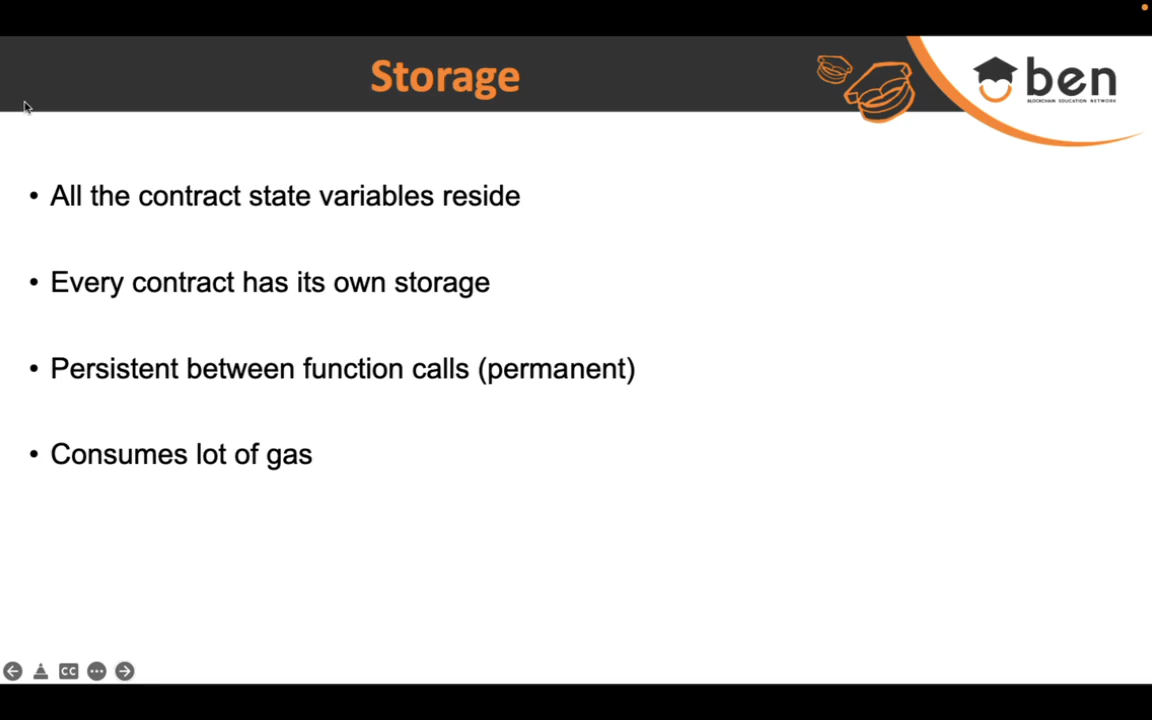 Storage
ben
BLOCKCHAIN EDUCATION NETWORK
• All the contract state variables reside
• Every contract has its own storage
• Persistent between function calls (permanent)
• Consumes lot of gas
CC